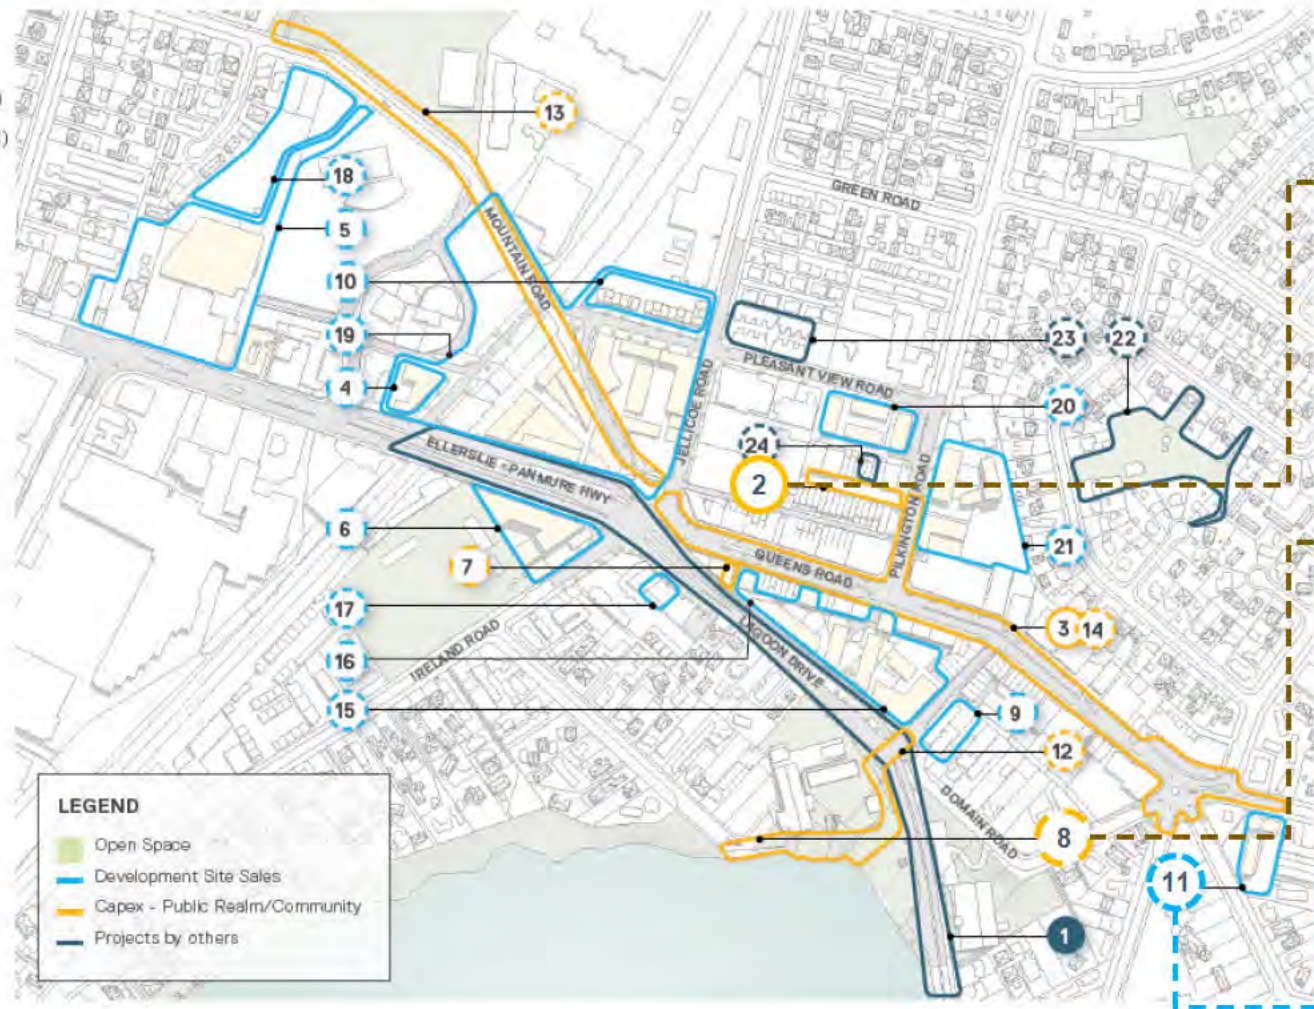 13
18
GREEN ROAD
5
MOUNTAIN ROAD
10
23
22
19
PLEASANT VIEW ROAD
4
JELLICOE ROAD
20
24
ELLERSLIE - PANMURE HWY
2
PILKINGTON ROAD
6
21
QUEENS ROAD
7
17
3
14
IRELAND ROAD
16
LAGOON DRIVE
15
9
12
DOMAIN ROAD
8
11
1
LEGEND
Open Space
Development Site Sales
Capex - Public Realm/Community
Projects by others